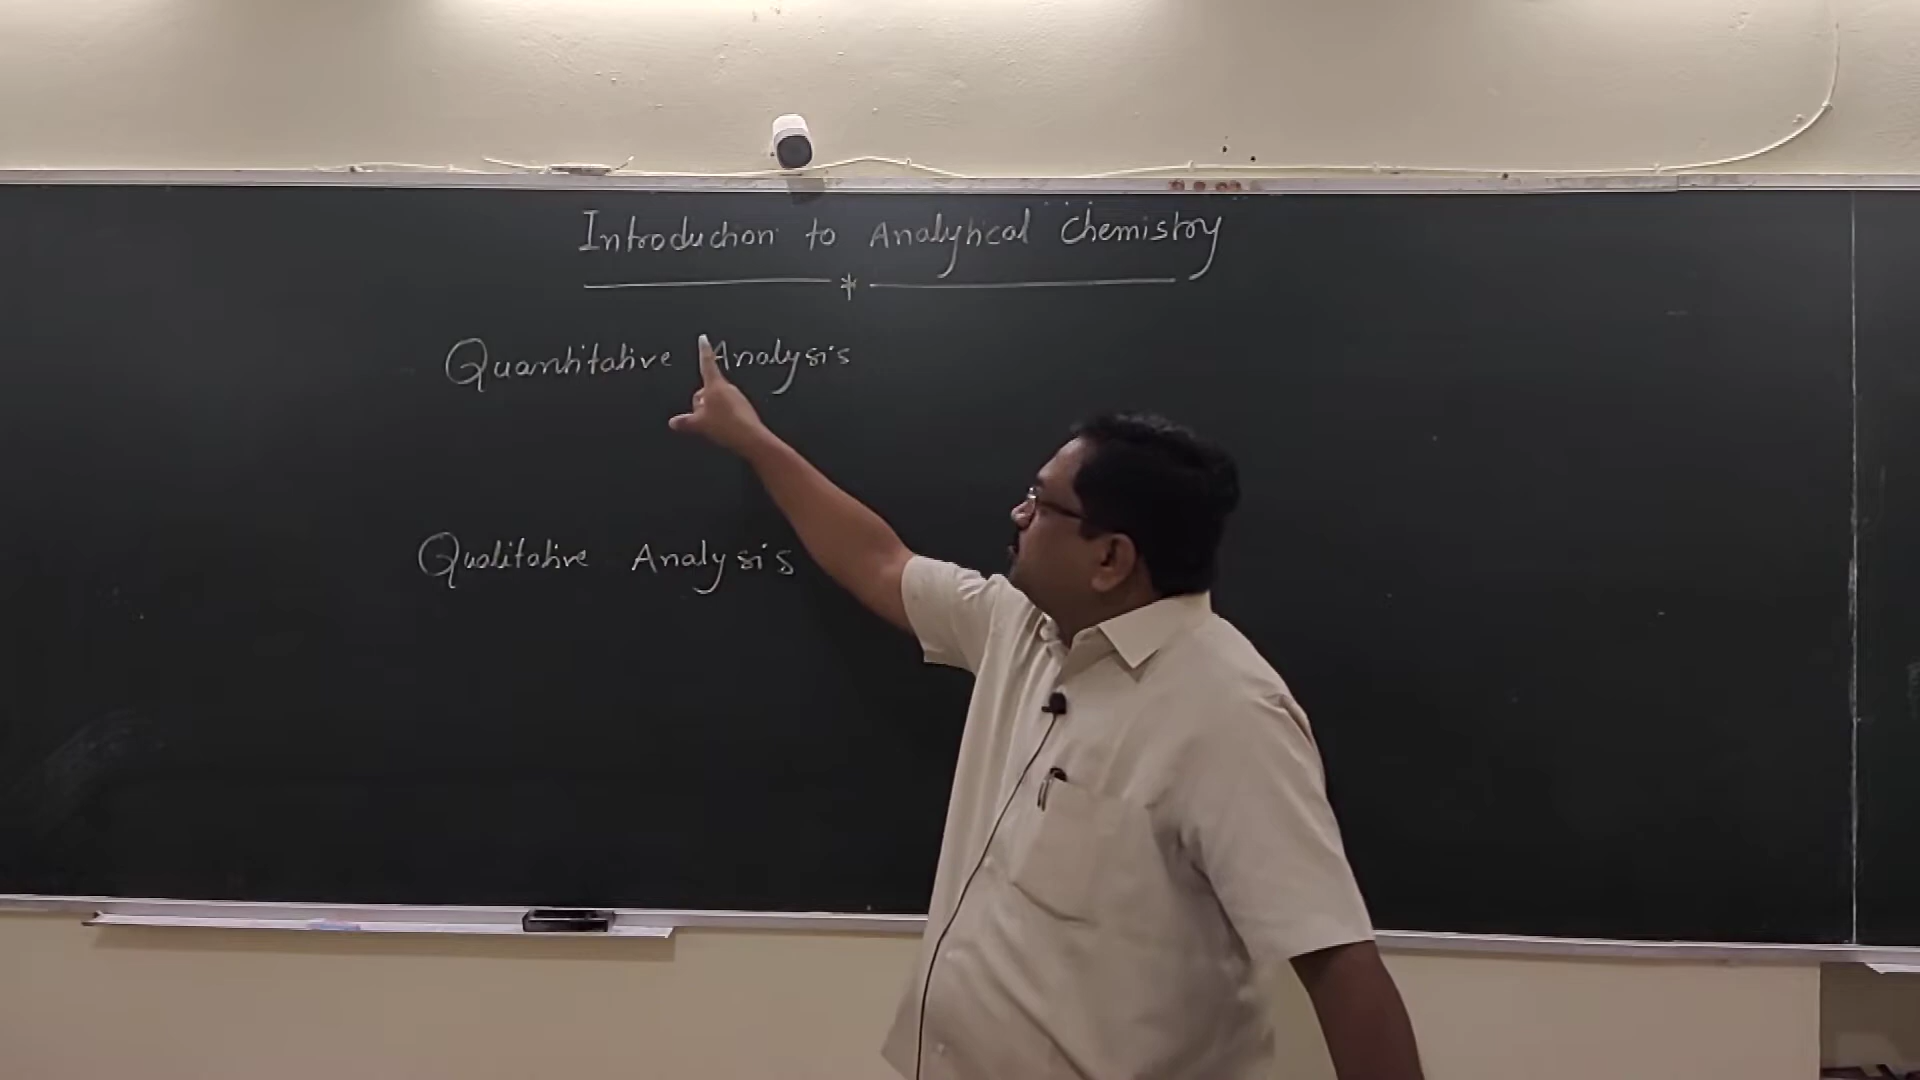 Introduction to Analytical Chemistry
*
Quantitative Analysis
Qualitative Analysis